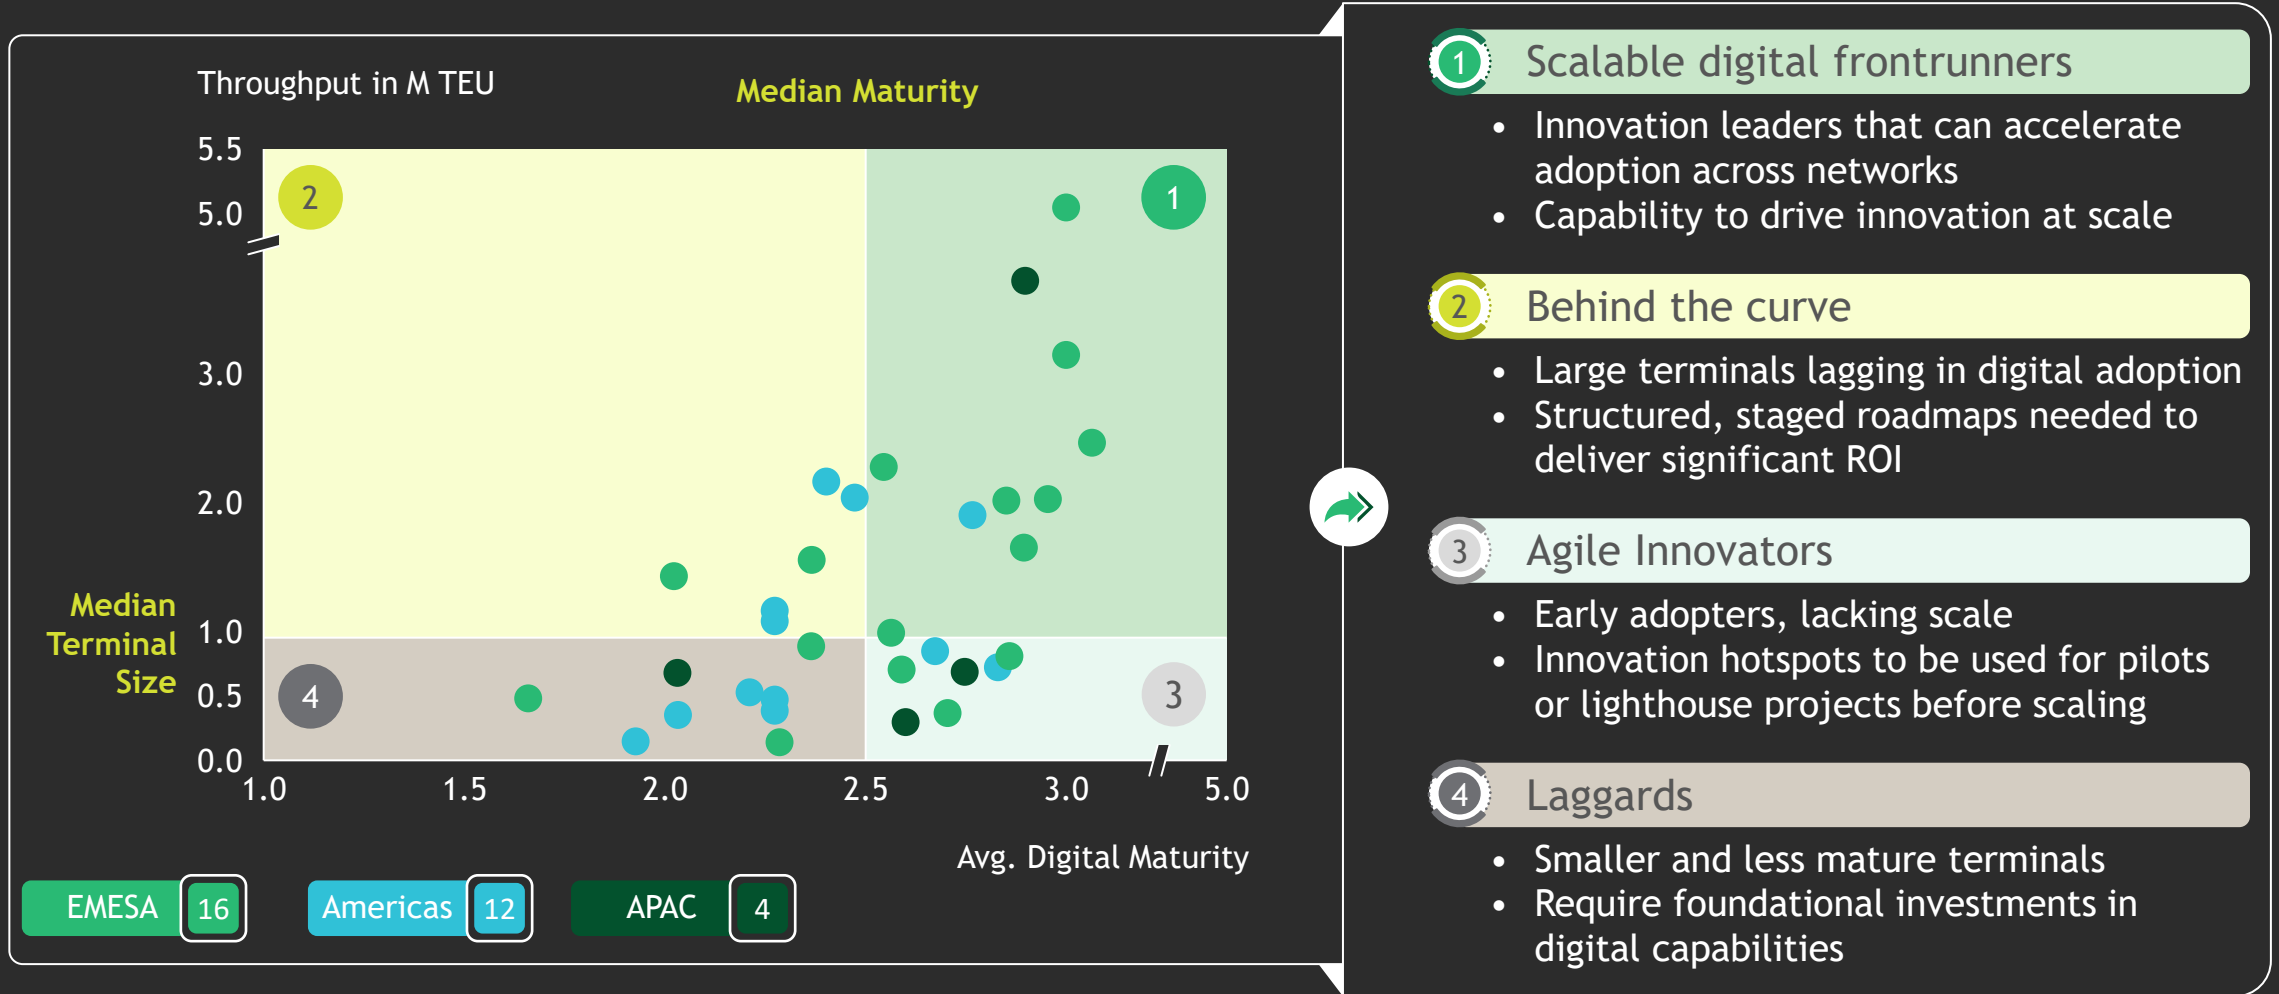 Throughput in M TEU
Median Maturity
5.5
5.0
3.0
2.0
1.0
0.5
0.0
Median
Terminal
Size
2
1
4
3
1.0
1.5
2.0
2.5
3.0
5.0
Avg. Digital Maturity
EMESA 16
Americas 12
APAC 4
1 Scalable digital frontrunners
• Innovation leaders that can accelerate
adoption across networks
• Capability to drive innovation at scale
2 Behind the curve
• Large terminals lagging in digital adoption
• Structured, staged roadmaps needed to
deliver significant ROI
3 Agile Innovators
• Early adopters, lacking scale
• Innovation hotspots to be used for pilots
or lighthouse projects before scaling
4 Laggards
• Smaller and less mature terminals
• Require foundational investments in
digital capabilities